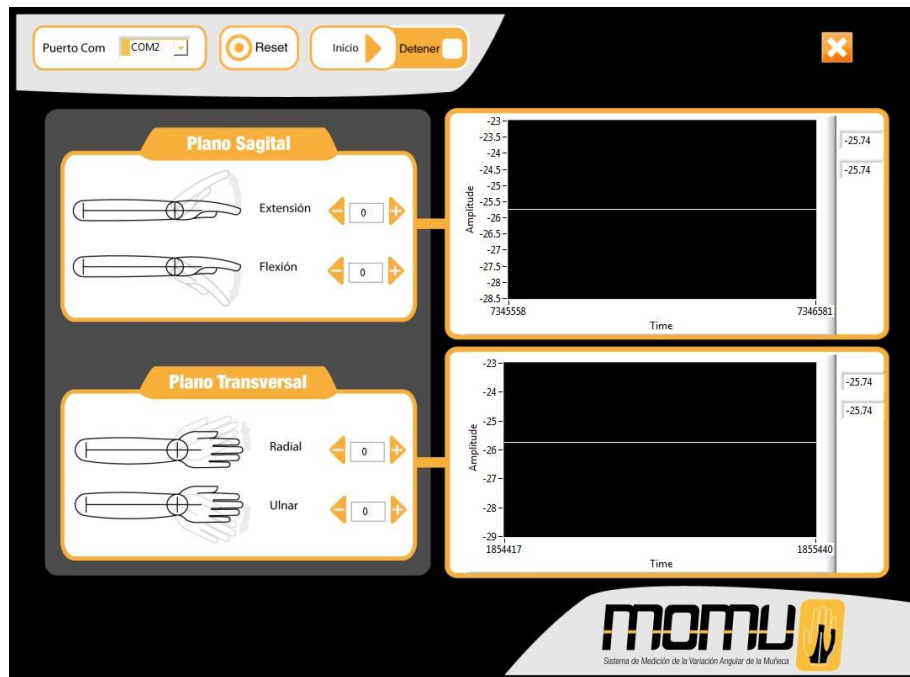 Puerto Com
COM2
Reset
Inicio
Detener
Plano Sagital
Extensión
0
Flexión
0
Amplitude
-23
-23.5
-24
-24.5
-25
-25.5
-26
-26.5
-27
-27.5
-28
-28.5
7345558
7346581
Time
-25.74
-25.74
Plano Transversal
Radial
0
Ulnar
0
Amplitude
-23
-24
-25
-26
-27
-28
-29
1854417
1855440
Time
-25.74
-25.74
momu
Sistema de Medición de la Variación Angular de la Muñeca